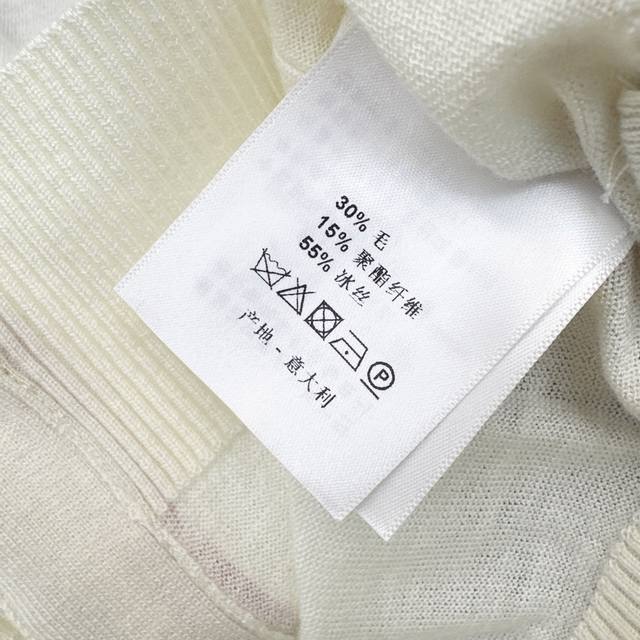 30% 毛
15% 聚酯纤维
55% 冰丝
P
产地 - 意大利